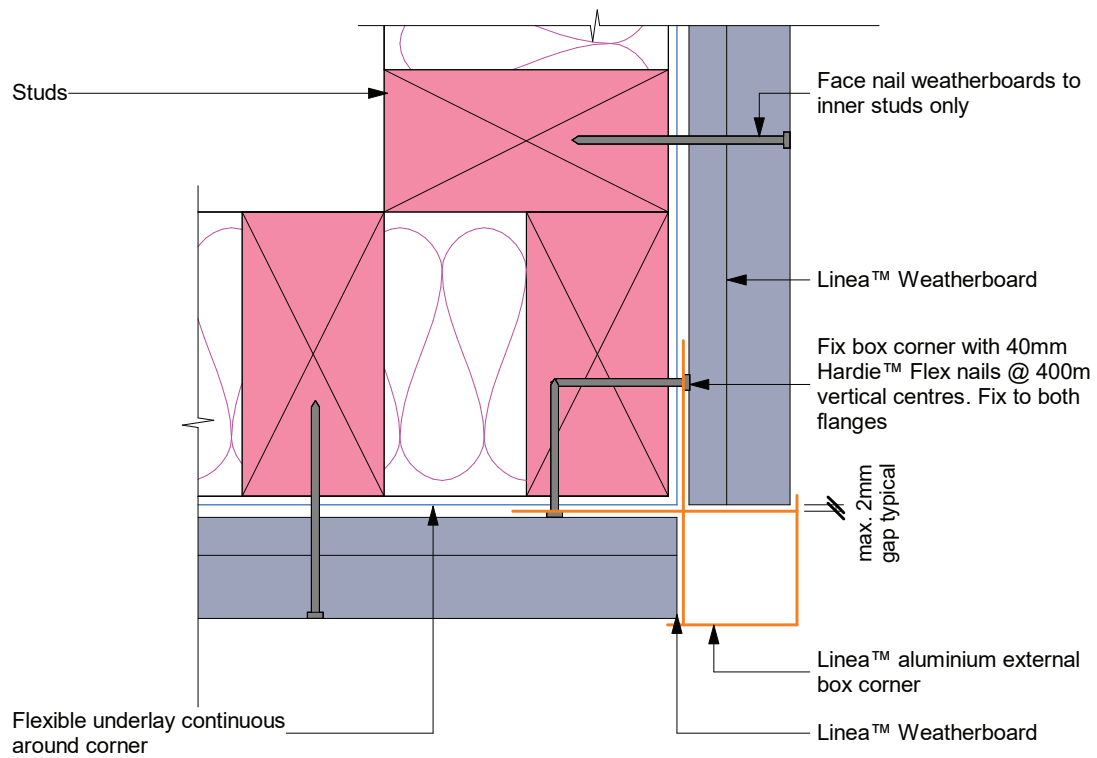 Studs
Face nail weatherboards to
inner studs only
Linea™ Weatherboard
Fix box corner with 40mm
Hardie™ Flex nails @ 400m
vertical centres. Fix to both
flanges
max. 2mm
gap typical
Linea™ aluminium external
box corner
Flexible underlay continuous
around corner
Linea™ Weatherboard